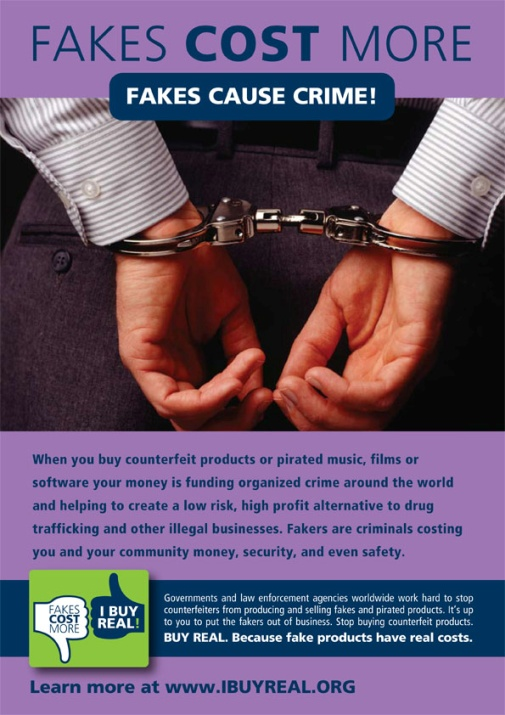 FAKES COST MORE
FAKES CAUSE CRIME!
When you buy counterfeit products or pirated music, films or
software your money is funding organized crime around the world
and helping to create a low risk, high profit alternative to drug
trafficking and other illegal businesses. Fakers are criminals costing
you and your community money, security, and even safety.
FAKES
COST
MORE
I BUY
REAL!
Governments and law enforcement agencies worldwide work hard to stop
counterfeiters from producing and selling fakes and pirated products. It's up
to you to put the fakers out of business. Stop buying counterfeit products.
BUY REAL. Because fake products have real costs.
Learn more at www.IBUYREAL.ORG